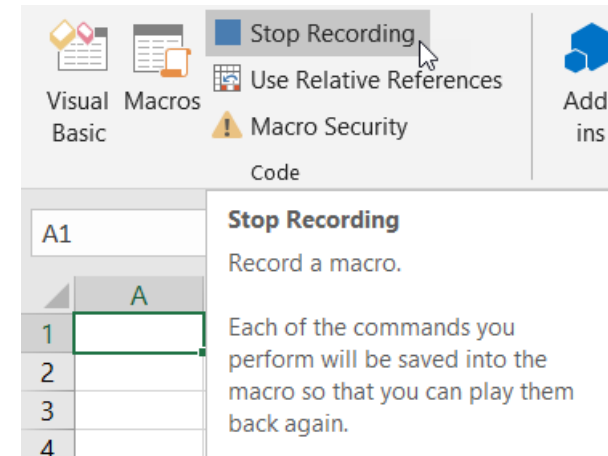 Stop Recording
Use Relative References
Visual Macros
Basic
Macro Security
Add
ins
Code
A1
Stop Recording
Record a macro.
A
Each of the commands you
perform will be saved into the
macro so that you can play them
back again.
1
2
3
4